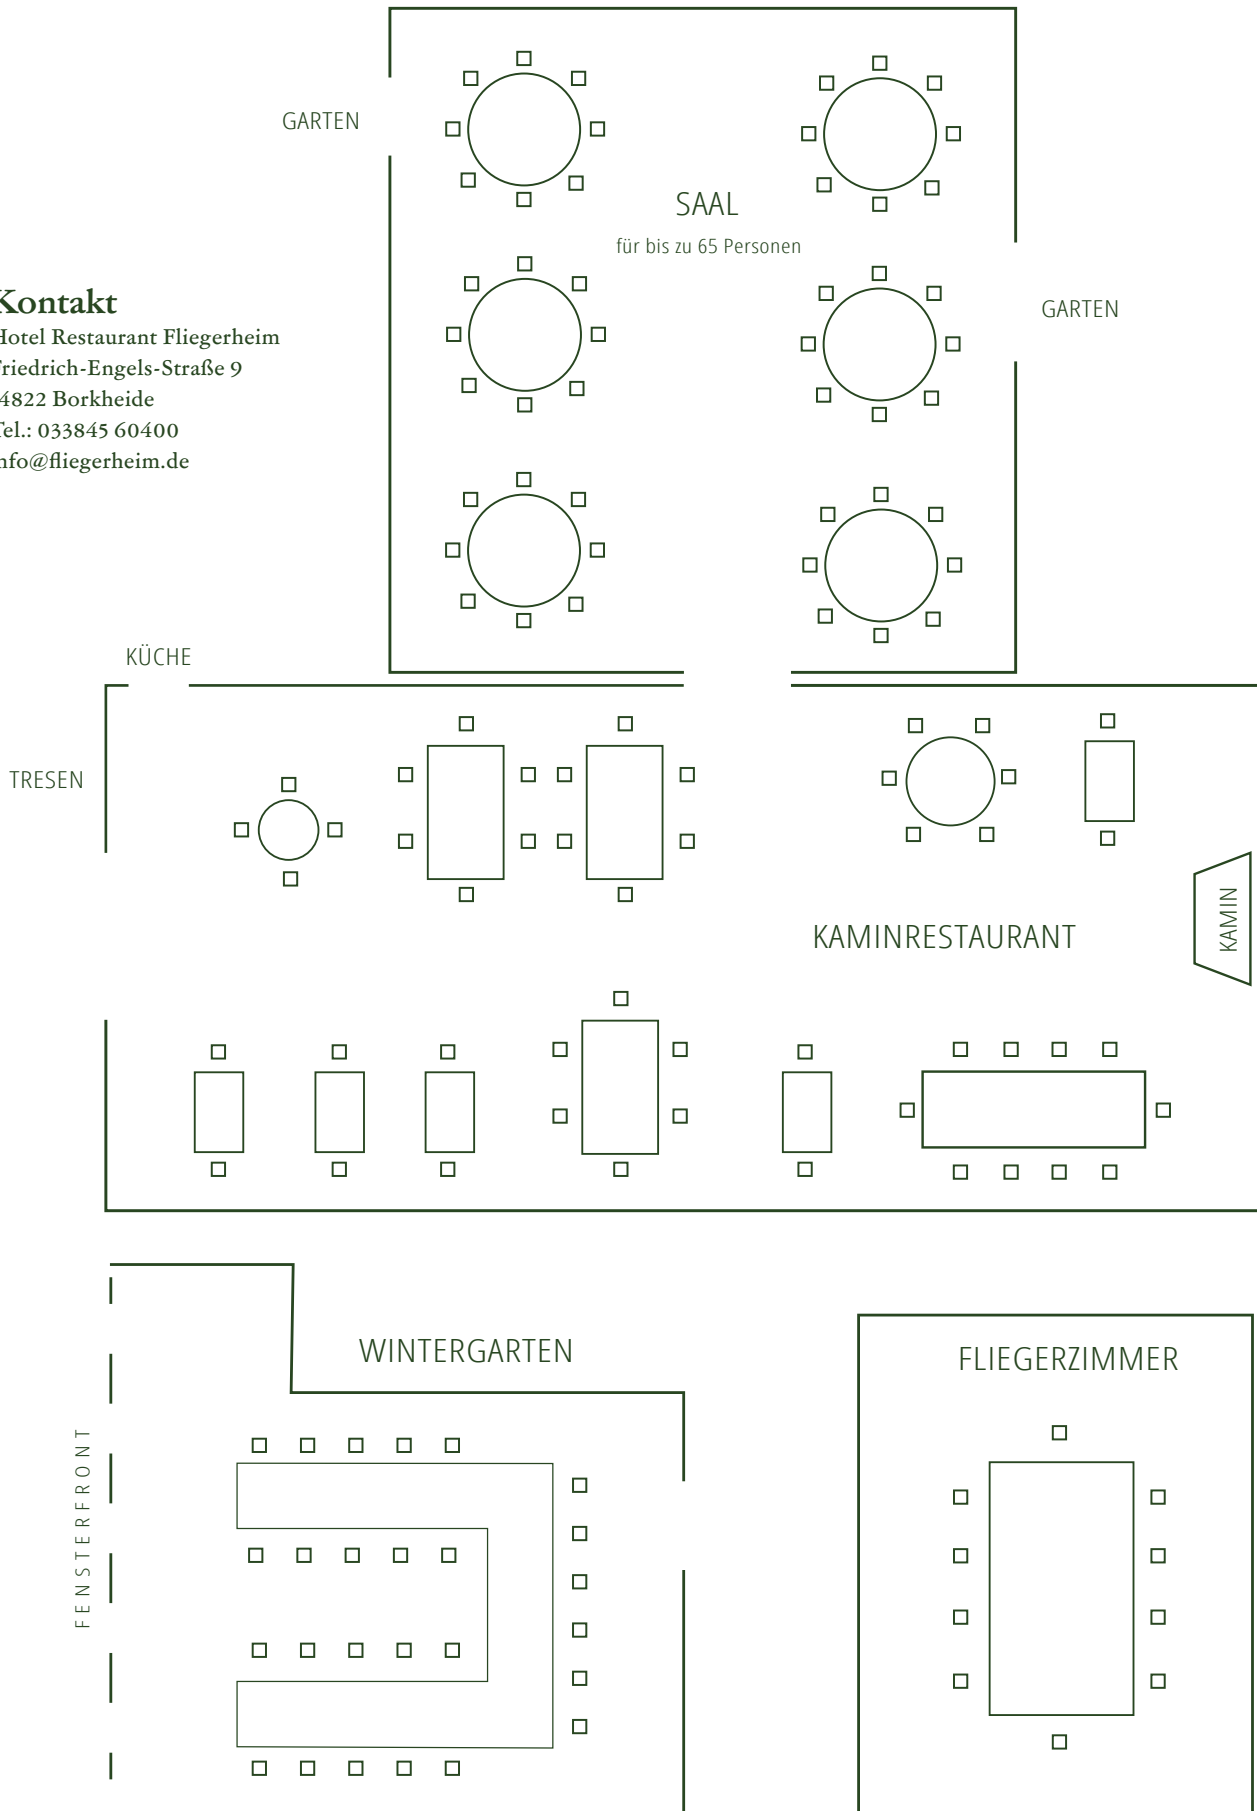 GARTEN
SAAL
für bis zu 65 Personen
GARTEN
Kontakt
Hotel Restaurant Fliegerheim
Friedrich-Engels-Straße 9
4822 Borkheide
Tel.: 033845 60400
info@fliegerheim.de
KÜCHE
TRESEN
KAMINRESTAURANT
KAMIN
WINTERGARTEN
FLIEGERZIMMER
FENSTERFRONT